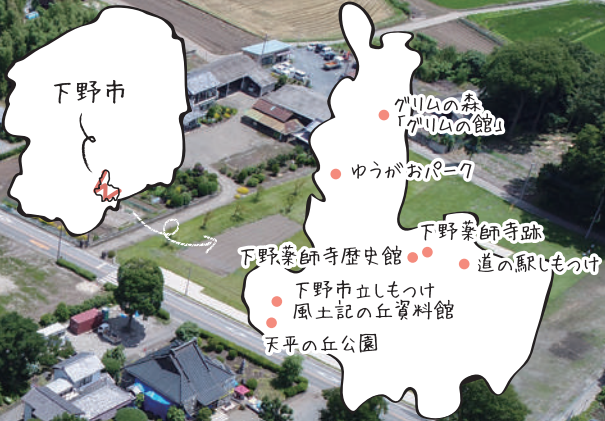 下野市
グリムの森
「グリムの館」
ゆうがおパーク
下野薬師寺跡
下野薬師寺歴史館
道の駅しもつけ
下野市立しもつけ
風土記の丘資料館
天平の丘公園